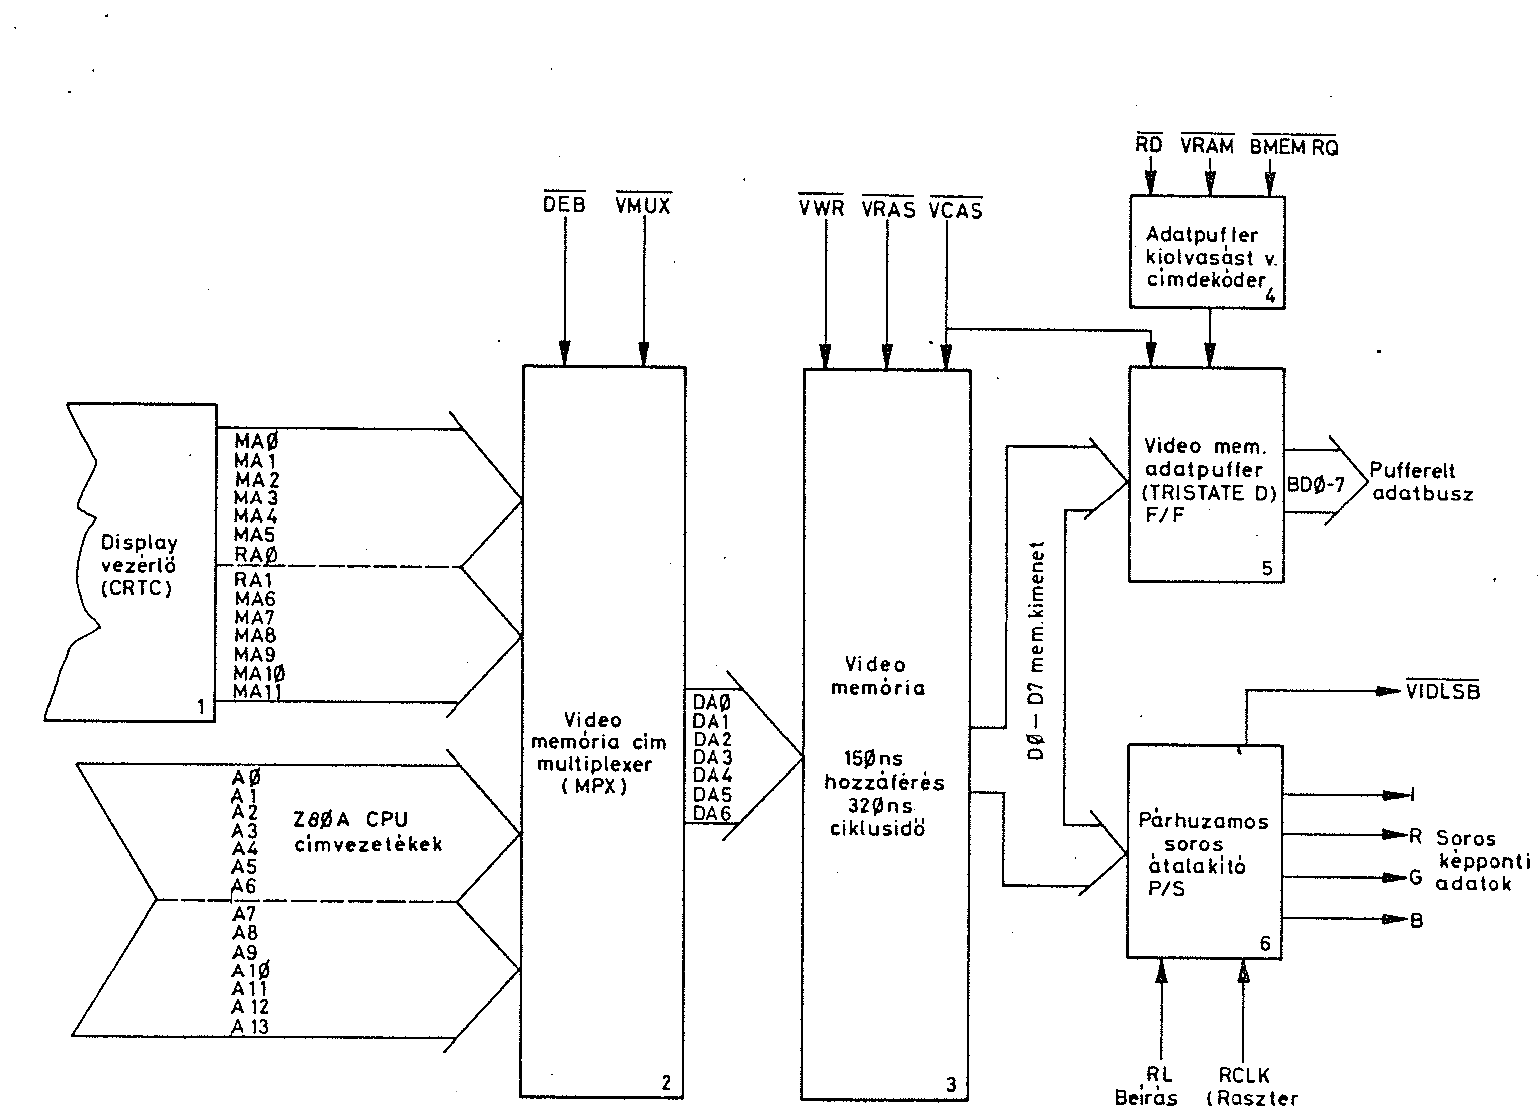 RD VRAM BMEM RQ
DEB VMUX
VWR VRAS VCAS
Adatpuffer
kiolvasást v.
címdekóder
4
MAØ
MA1
MA2
MA3
MA4
MA5
RAØ
RA1
MA6
MA7
MA8
MA9
MA1Ø
MA11
Display
vezérlő
(CRTC)
1
Video mem.
adatpuffer
(TRISTATE D)
F/F
5
BDØ-7
Pufferelt
adatbusz
DØ – D7 mem.kimenet
Video
memória cím
multiplexer
(MPX)
2
DAØ
DA1
DA2
DA3
DA4
DA5
DA6
Video
memória
15Øns
hozzáférés
32Øns
ciklusidő
3
VIDLSB
AØ
A1
A2
A3
A4
A5
A6
A7
A8
A9
A1Ø
A11
A12
A13
Z8ØA CPU
címvezetékek
Párhuzamos
soros
átalakító
P/S
6
I
R
G
B
Soros
képponti
adatok
RL
Beírás
RCLK
(Raszter